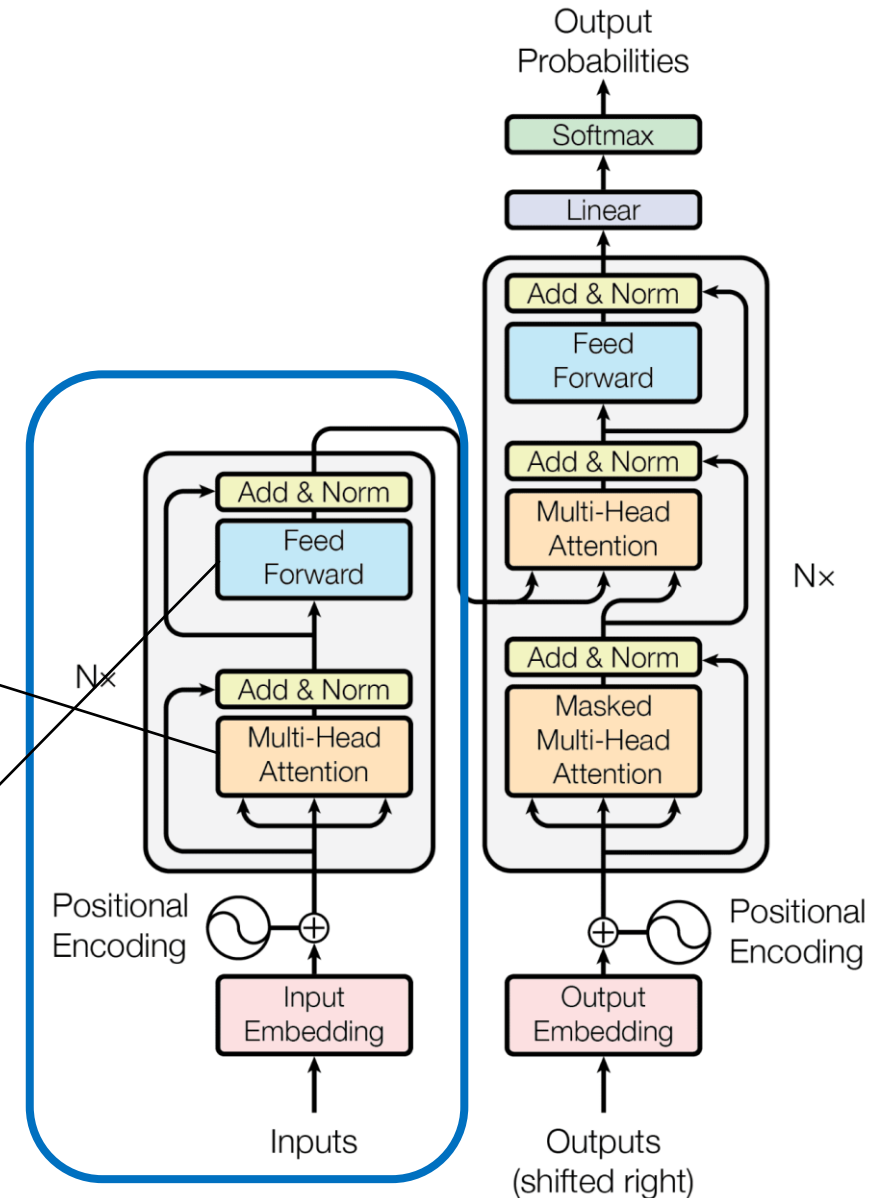 Output
Probabilities
Softmax
Linear
Add & Norm
Feed
Forward
Add & Norm
Multi-Head
Attention
Add & Norm
Masked
Multi-Head
Attention
N×
Positional
Encoding
Output
Embedding
Outputs
(shifted right)
Add & Norm
Feed
Forward
Add & Norm
Multi-Head
Attention
N×
Positional
Encoding
Input
Embedding
Inputs